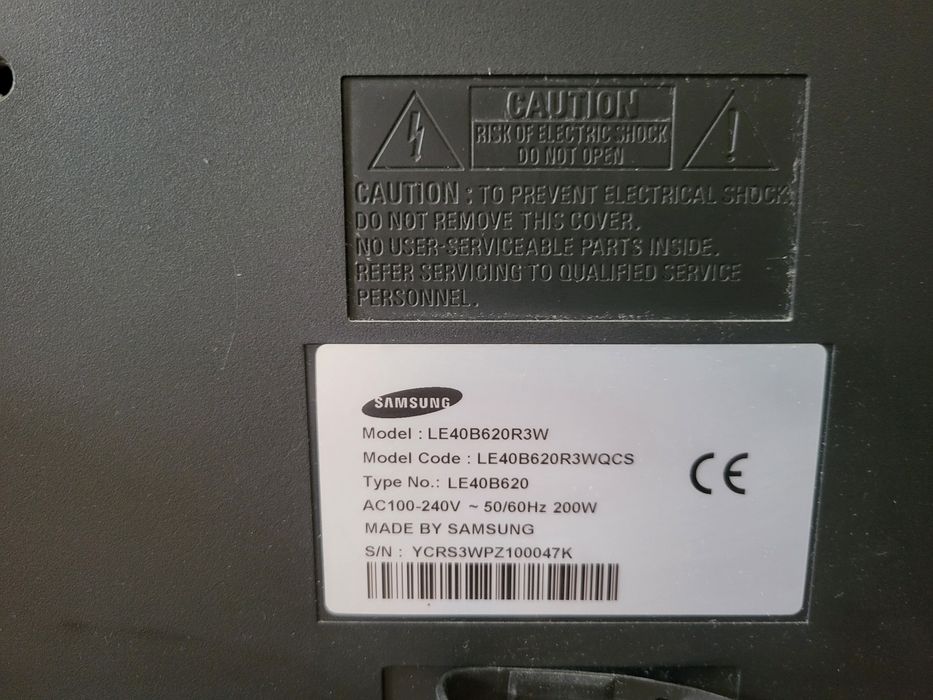 CAUTION
RISK OF ELECTRIC SHOCK
DO NOT OPEN
CAUTION : TO PREVENT ELECTRICAL SHOCK
DO NOT REMOVE THIS COVER.
NO USER-SERVICEABLE PARTS INSIDE.
REFER SERVICING TO QUALIFIED SERVICE
PERSONNEL.
SAMSUNG
Model : LE40B620R3W
Model Code : LE40B620R3WQCS
Type No.: LE40B620
AC100-240V ~ 50/60Hz 200W
MADE BY SAMSUNG
S/N : YCRS3WPZ100047K
CE